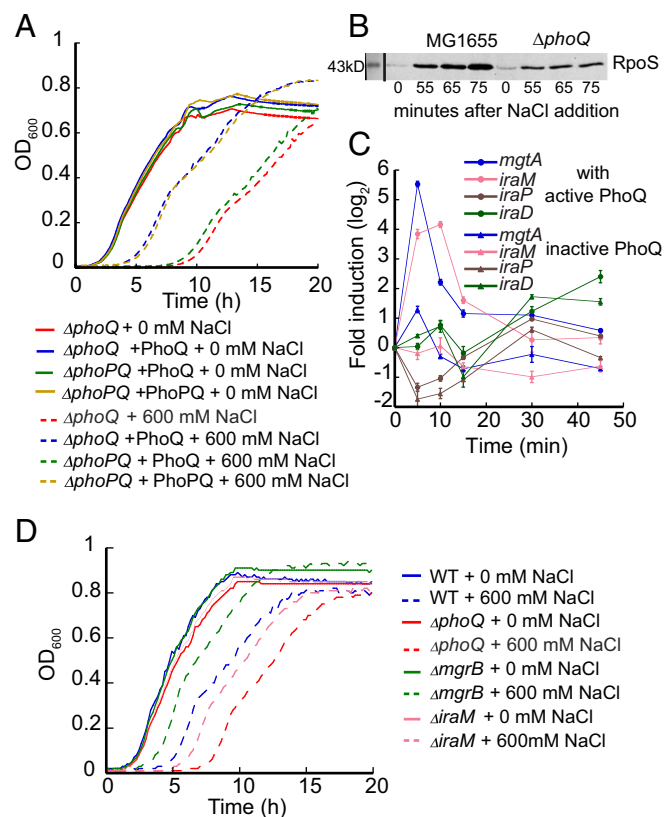 A
1
0.8
0.6
0.4
0.2
0
OD600
0 5 10 15 20
Time (h)
ΔphoQ + 0 mM NaCl
ΔphoQ +PhoQ + 0 mM NaCl
ΔphoPQ +PhoQ + 0 mM NaCl
ΔphoPQ +PhoPQ + 0 mM NaCl
ΔphoQ + 600 mM NaCl
ΔphoQ +PhoQ + 600 mM NaCl
ΔphoPQ + PhoQ + 600 mM NaCl
ΔphoPQ + PhoPQ + 600 mM NaCl
B
MG1655 ΔphoQ
43kD RpoS
0 55 65 75 0 55 65 75
minutes after NaCl addition
C
6
5
4
3
2
1
0
-1
-2
Fold induction (log2)
0 10 20 30 40 50
Time (min)
mgtA
iraM
iraP
iraD
with
active PhoQ
mgtA
iraM
iraP
iraD
inactive PhoQ
D
1
0.8
0.6
0.4
0.2
0
OD600
0 5 10 15 20
Time (h)
WT + 0 mM NaCl
WT + 600 mM NaCl
ΔphoQ + 0 mM NaCl
ΔphoQ + 600 mM NaCl
ΔmgrB + 0 mM NaCl
ΔmgrB + 600 mM NaCl
ΔiraM + 0 mM NaCl
ΔiraM + 600mM NaCl